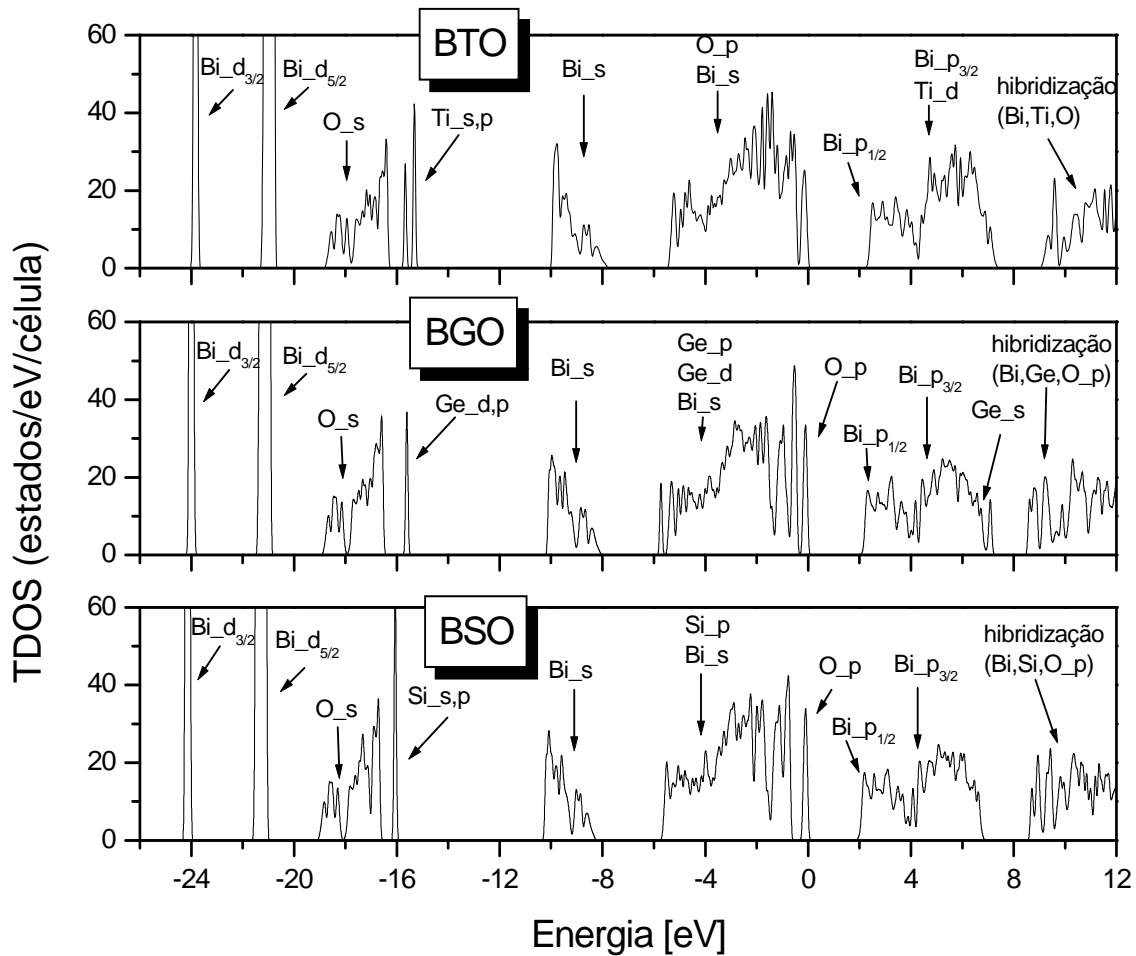 TDOS (estados/eV/célula)
BTO
60
40
20
0
Bi_d3/2
Bi_d5/2
O_s
Ti_s,p
Bi_s
O_p
Bi_s
Bi_p1/2
Bi_p3/2
Ti_d
hibridização
(Bi,Ti,O)
BGO
60
40
20
0
Bi_d3/2
Bi_d5/2
O_s
Ge_d,p
Bi_s
Ge_p
Ge_d
Bi_s
O_p
Bi_p1/2
Bi_p3/2
Ge_s
hibridização
(Bi,Ge,O_p)
BSO
60
40
20
0
Bi_d3/2
Bi_d5/2
O_s
Si_s,p
Bi_s
Si_p
Bi_s
O_p
Bi_p1/2
Bi_p3/2
hibridização
(Bi,Si,O_p)
-24 -20 -16 -12 -8 -4 0 4 8 12
Energia [eV]